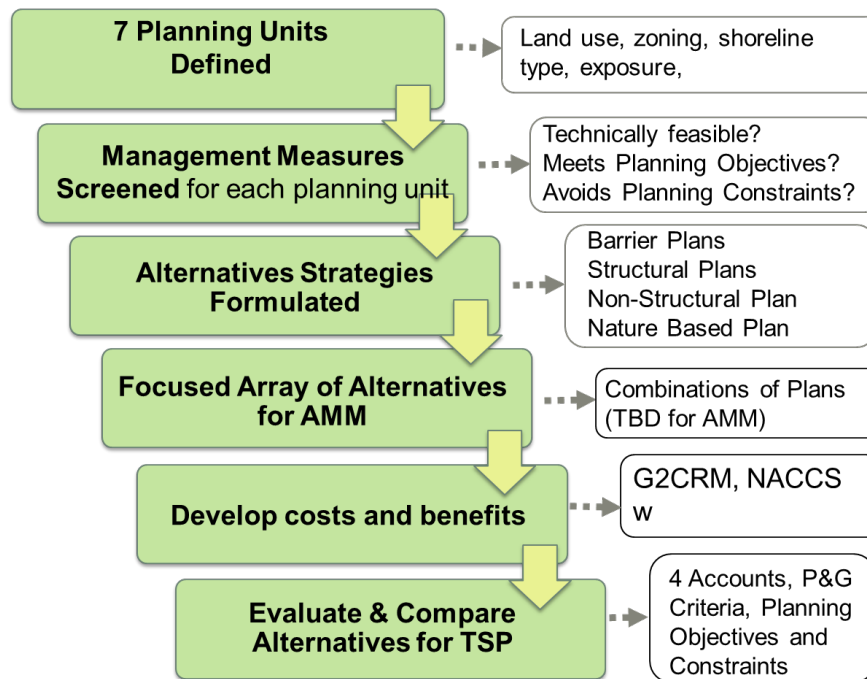 7 Planning Units
Defined
Land use, zoning, shoreline
type, exposure,
Management Measures
Screened for each planning unit
Technically feasible?
Meets Planning Objectives?
Avoids Planning Constraints?
Alternatives Strategies
Formulated
Barrier Plans
Structural Plans
Non-Structural Plan
Nature Based Plan
Focused Array of Alternatives
for AMM
Combinations of Plans
(TBD for AMM)
Develop costs and benefits
G2CRM, NACCS
w
Evaluate & Compare
Alternatives for TSP
4 Accounts, P&G
Criteria, Planning
Objectives and
Constraints